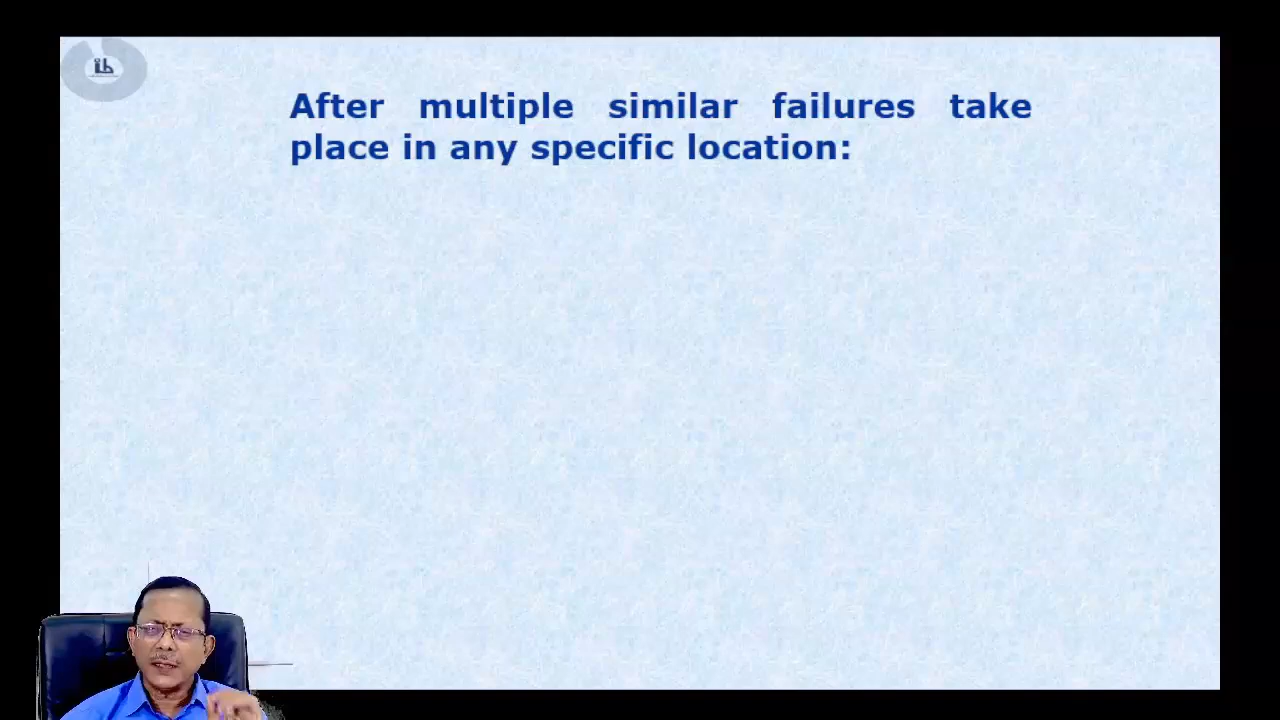 After multiple similar failures take
place in any specific location: